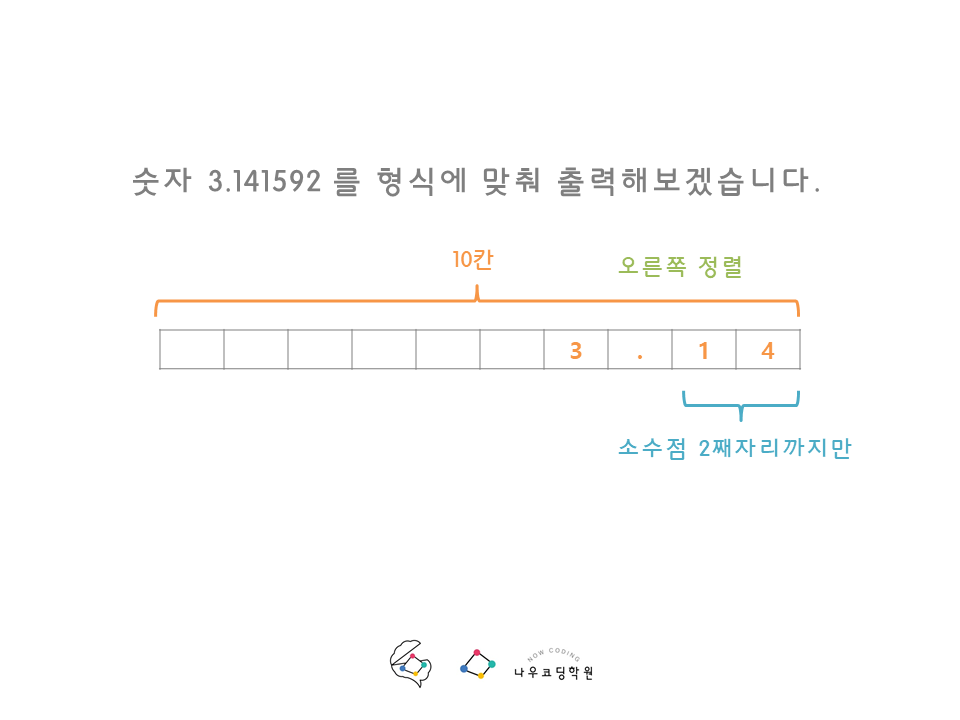 숫자 3.141592 를 형식에 맞춰 출력해보겠습니다.
10칸
오른쪽 정렬
3 . 1 4
소수점 2째자리까지만
NOW CODING
나우코딩학원